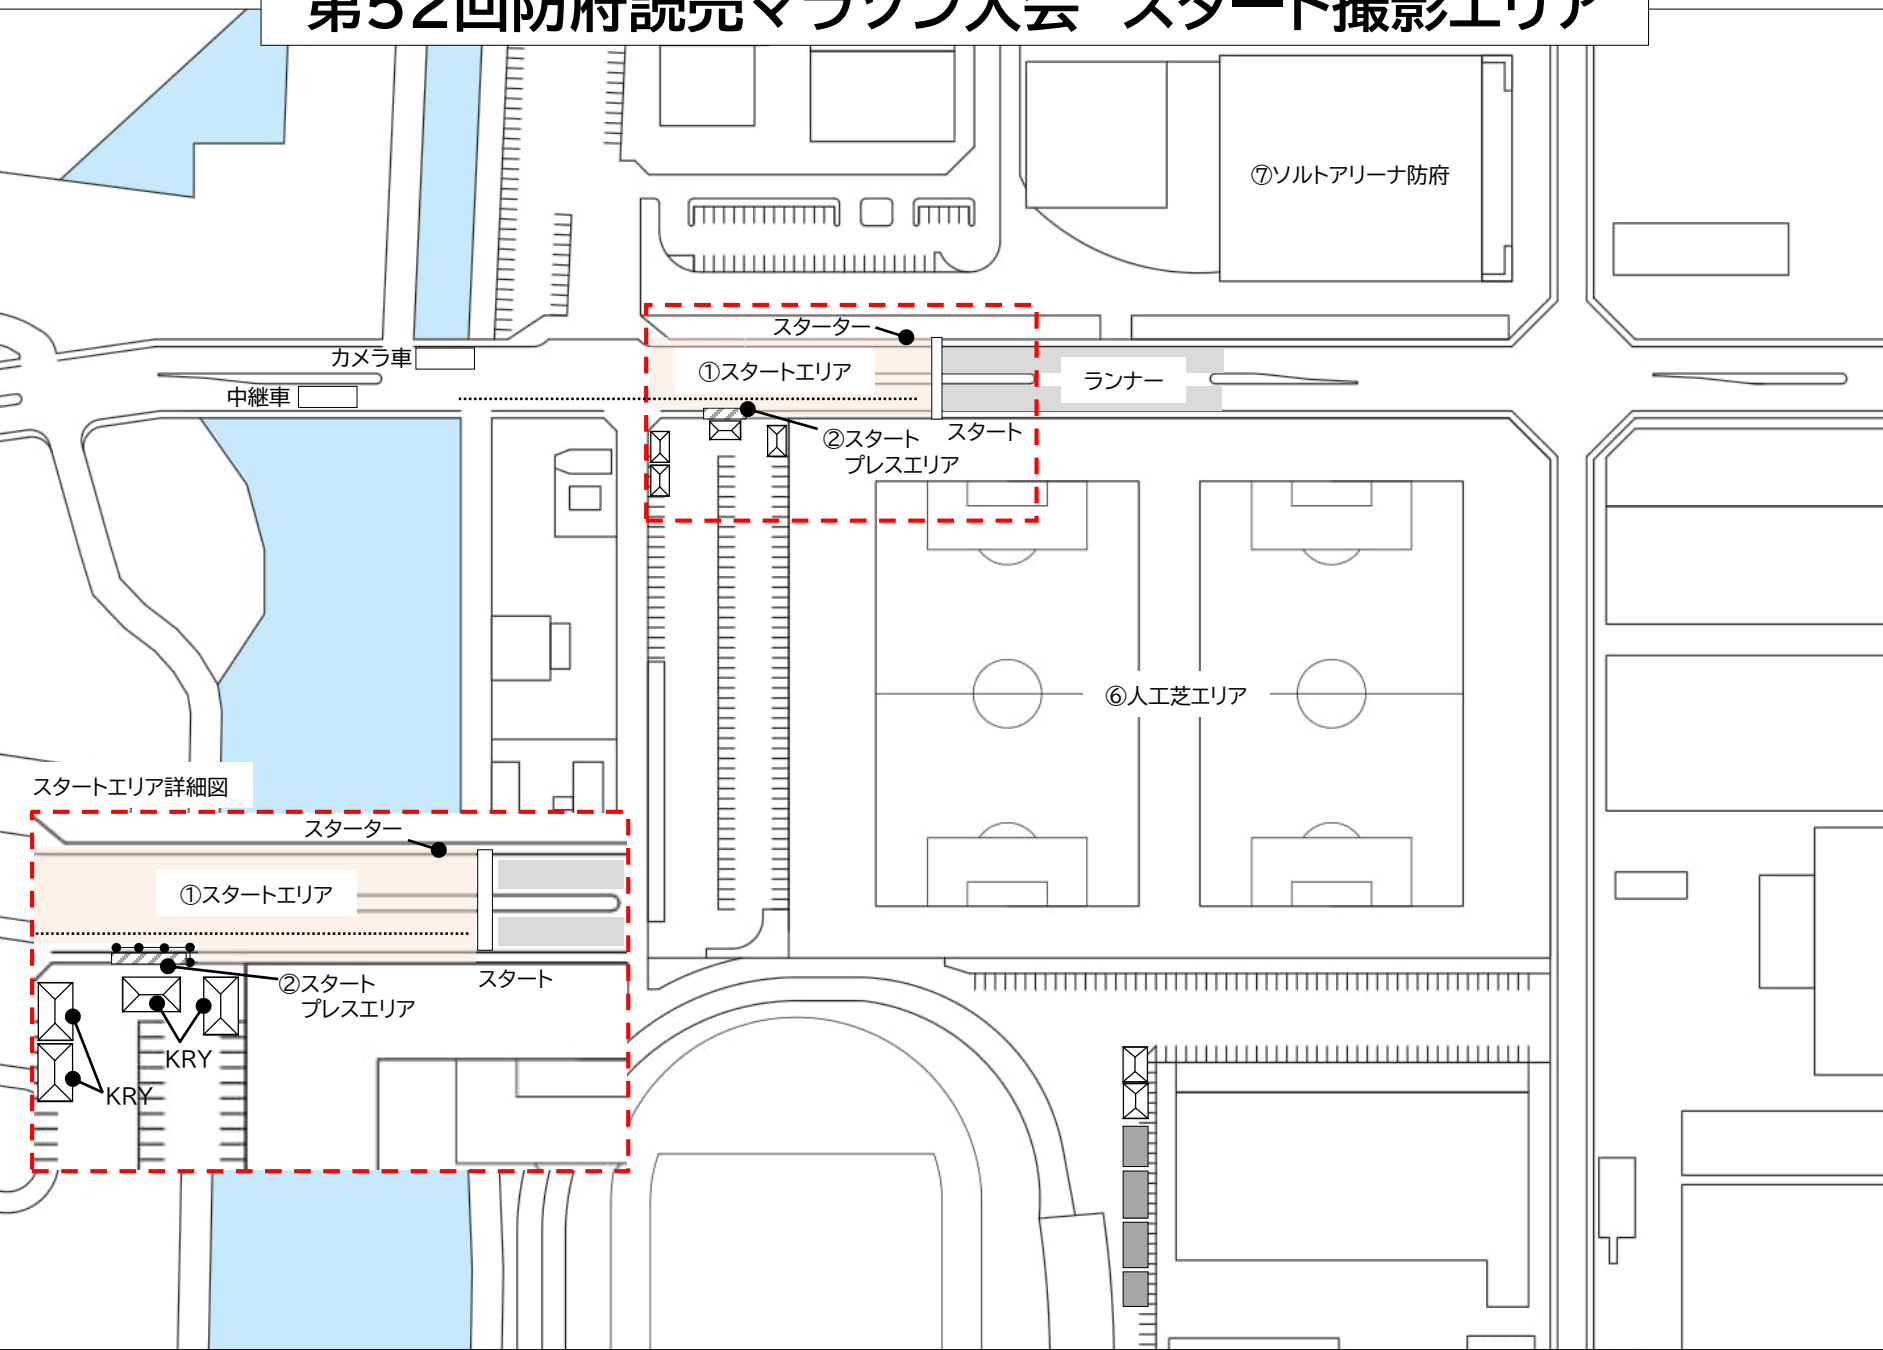 第52回防府読売マラソン大会 スタート撮影エリア
⑦ソルトアリーナ防府
スターター
カメラ車
①スタートエリア
ランナー
中継車
②スタート
プレスエリア
スタート
⑥人工芝エリア
スタートエリア詳細図
スターター
①スタートエリア
②スタート
プレスエリア
スタート
KRY
KRY